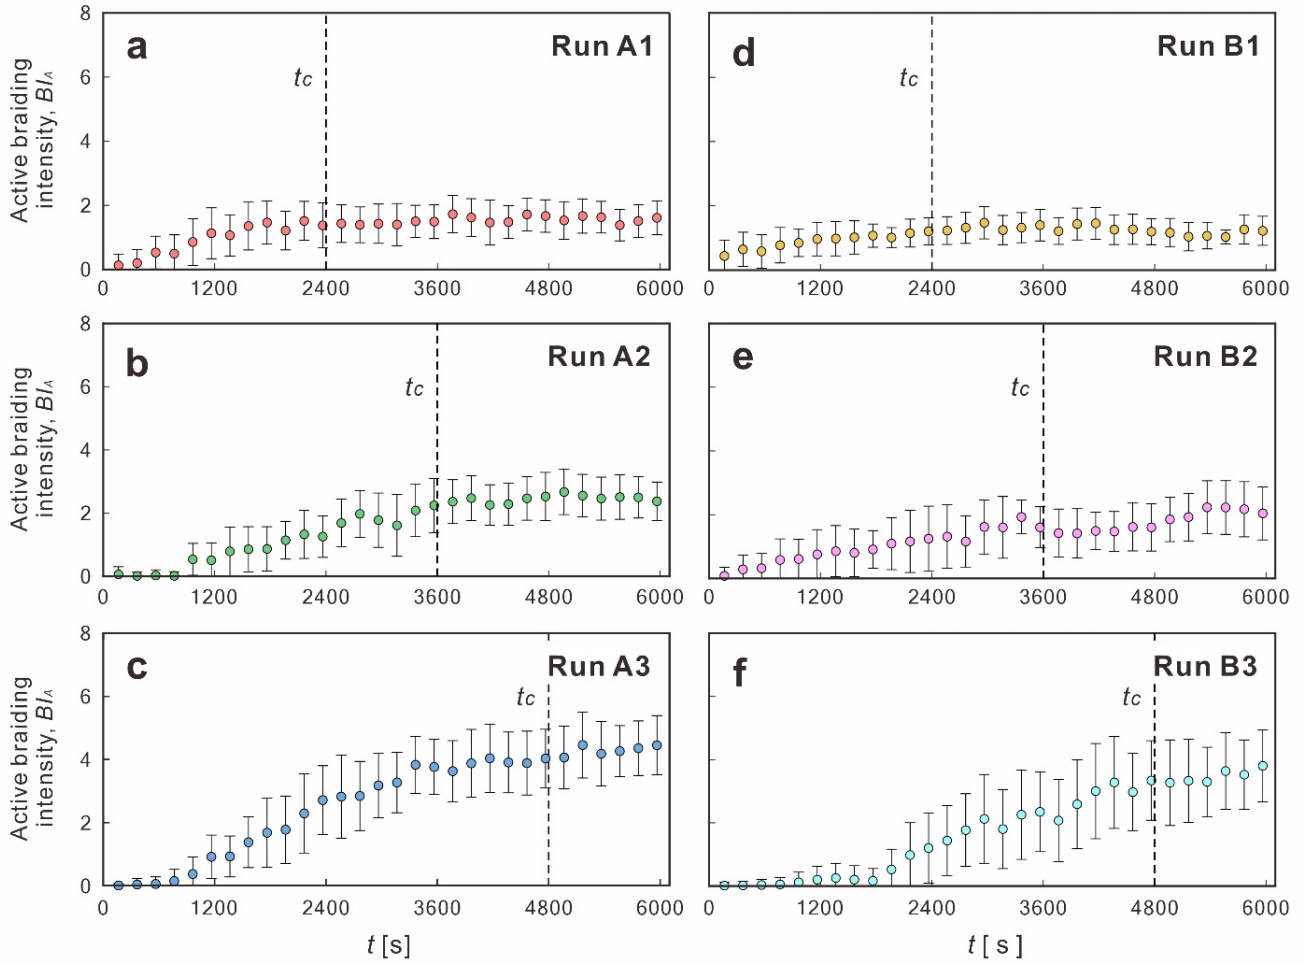 a
Run A1
tc
Active braiding
intensity, BIA
8
6
4
2
0
0 1200 2400 3600 4800 6000
d
Run B1
tc
0 1200 2400 3600 4800 6000
b
Run A2
tc
Active braiding
intensity, BIA
8
6
4
2
0
0 1200 2400 3600 4800 6000
e
Run B2
tc
0 1200 2400 3600 4800 6000
c
Run A3
tc
Active braiding
intensity, BIA
8
6
4
2
0
0 1200 2400 3600 4800 6000
t [s]
f
Run B3
tc
0 1200 2400 3600 4800 6000
t [ s ]